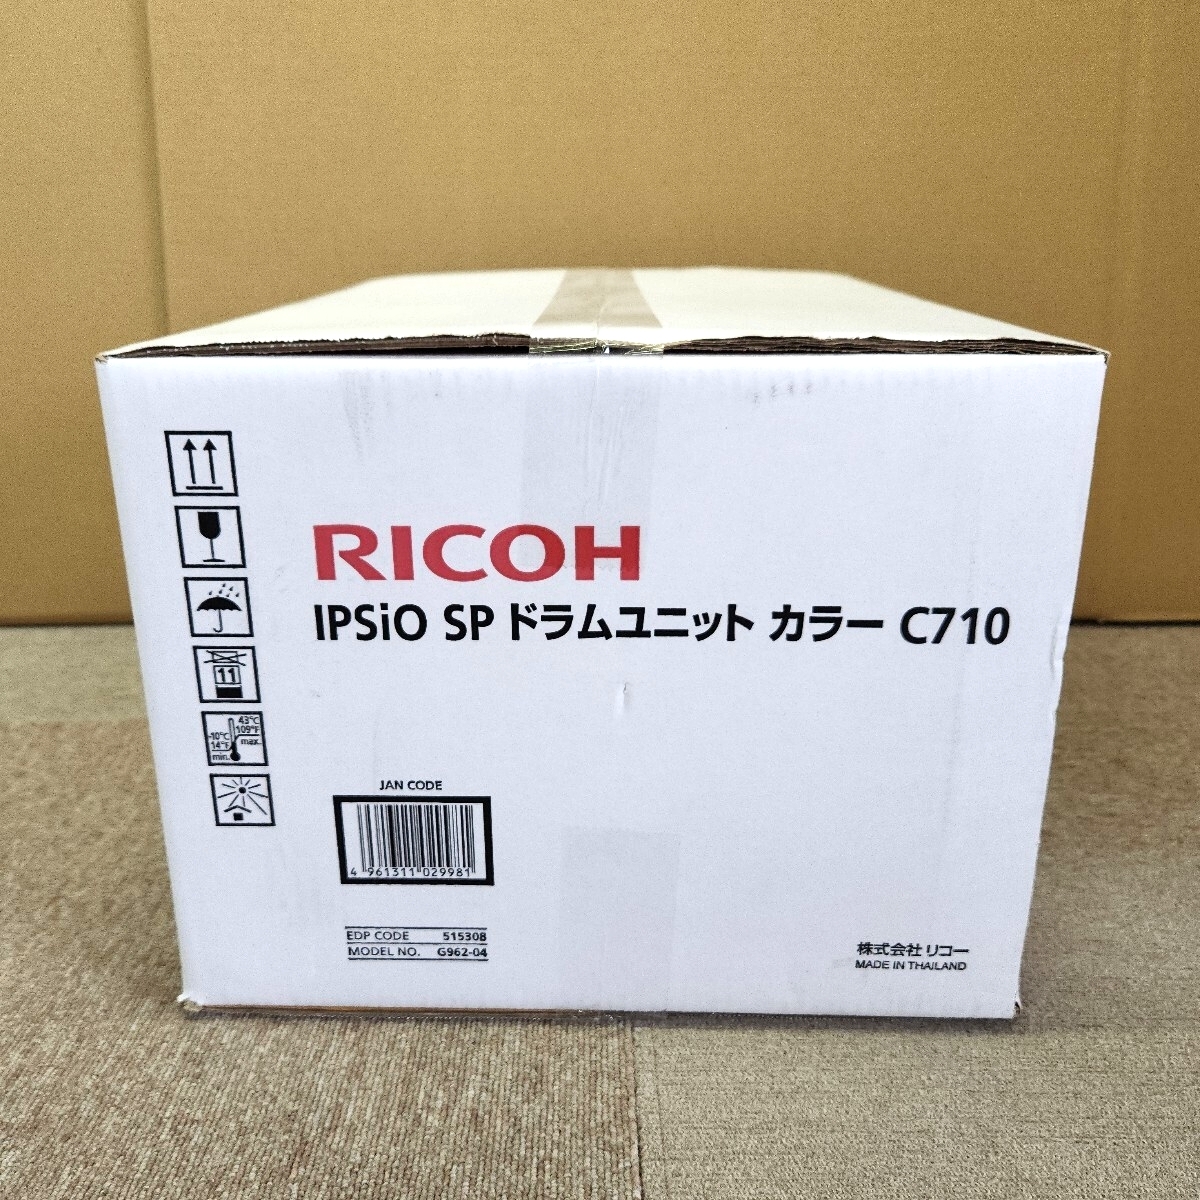 RICOH
IPSiO SP ドラムユニット カラー C710
11
43°C
109°F
max.
-10°C
14°F
min.
JAN CODE
4 961311 029981
EDP CODE 515308
MODEL NO. G962-04
株式会社 リコー
MADE IN THAILAND